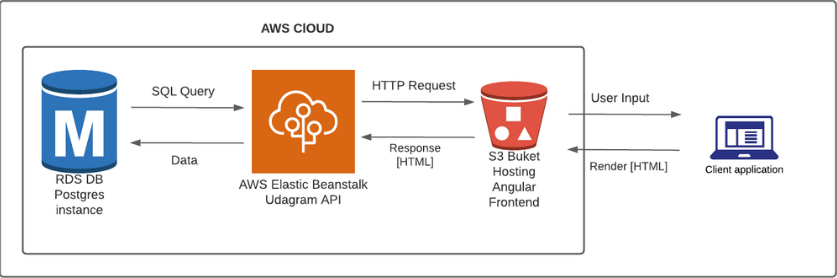 AWS ClOUD
SQL Query
Data
M
RDS DB
Postgres
instance
AWS Elastic Beanstalk
Udagram API
HTTP Request
Response
[HTML]
S3 Buket
Hosting
Angular
Frontend
User Input
Render [HTML]
Client application